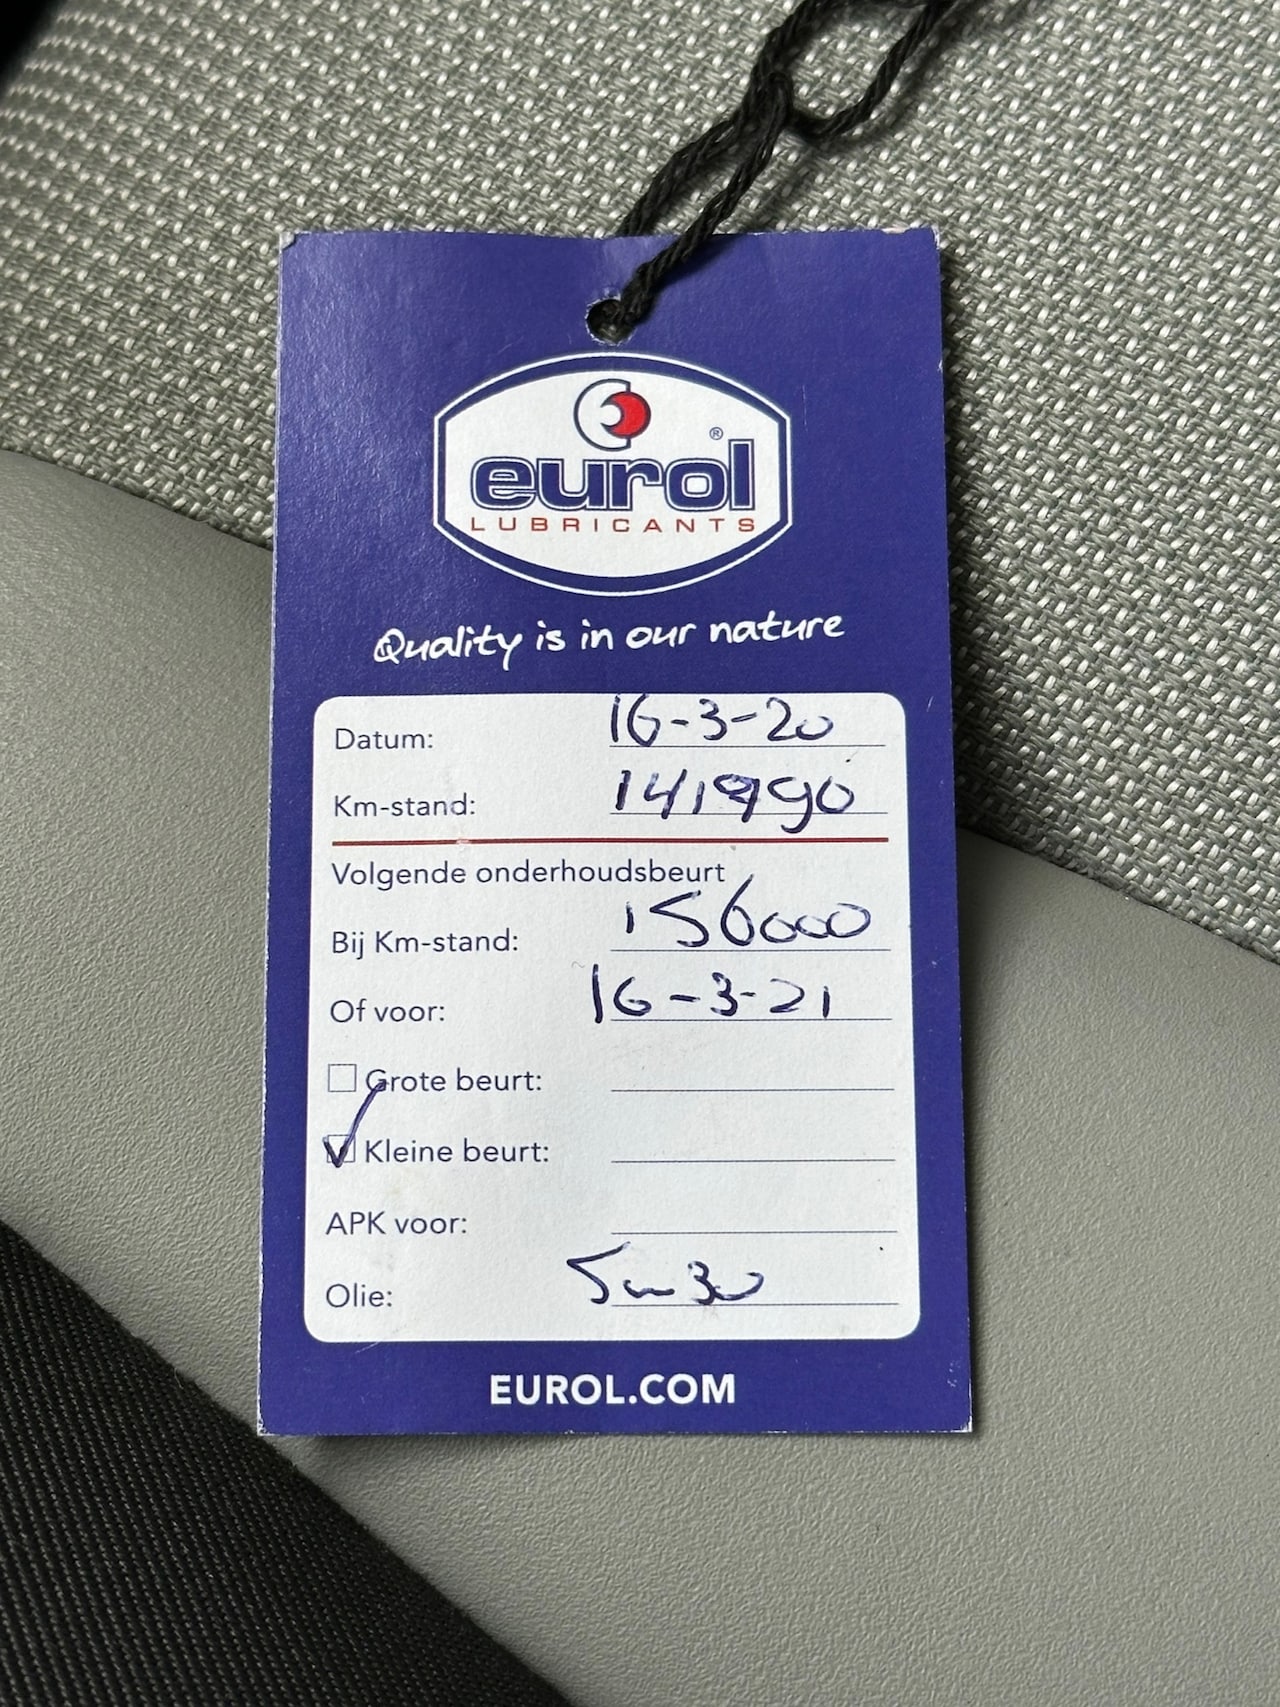 eurol®
LUBRICANTS
Quality is in our nature
Datum: 16-3-20
Km-stand: 141990
Volgende onderhoudsbeurt
Bij Km-stand: 156000
Of voor: 16-3-21
Grote beurt:
Kleine beurt:
APK voor:
Olie: 5w30
EUROL.COM